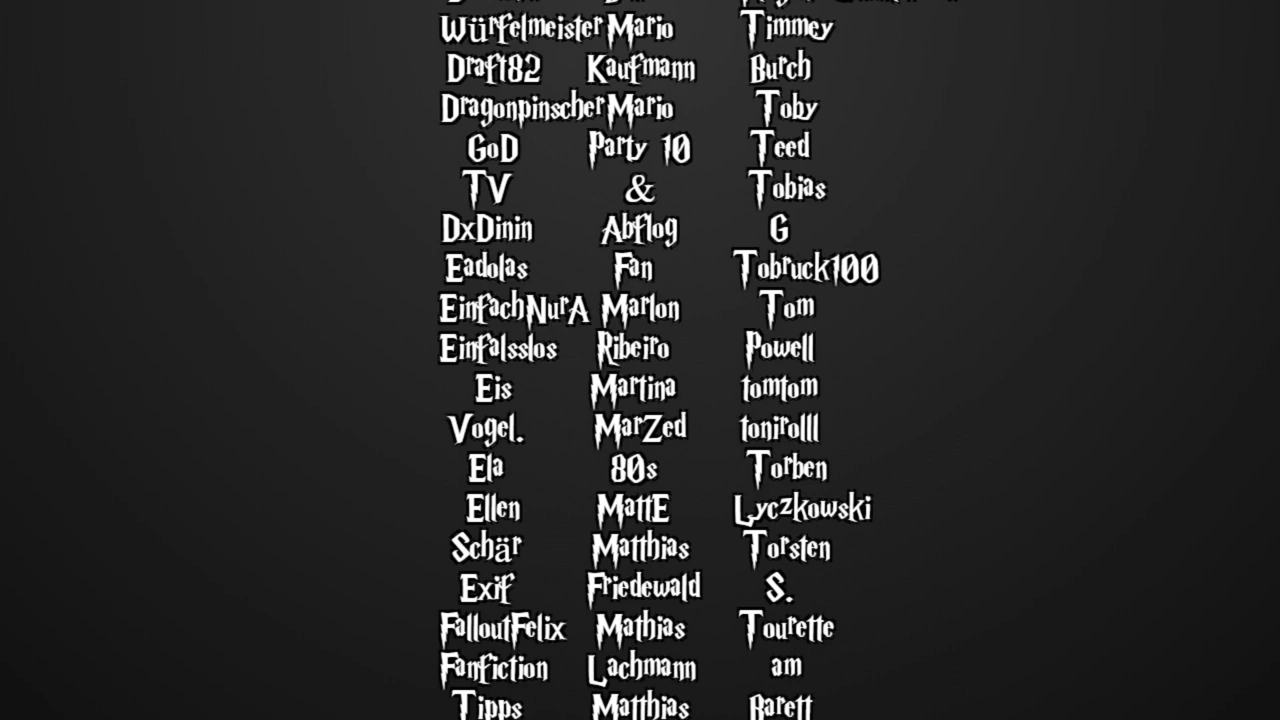 Würfelmeister Mario Timmey
Draft82 Kaufmann Burch
Dragonpinscher Mario Toby
GoD Party 10 Teed
TV & Tobias
DxDinin Abflog G
Eadolas Fan Tobruck100
EinfachNurA Marlon Tom
Einfalsslos Ribeiro Powell
Eis Martina tomtom
Vogel. MarZed tonirolll
Ela 80s Torben
Ellen MattE Lyczkowski
Schär Matthias Torsten
Exif Friedewald S.
FalloutFelix Mathias Tourette
Fanfiction Lachmann am
Tipps Matthias Barett